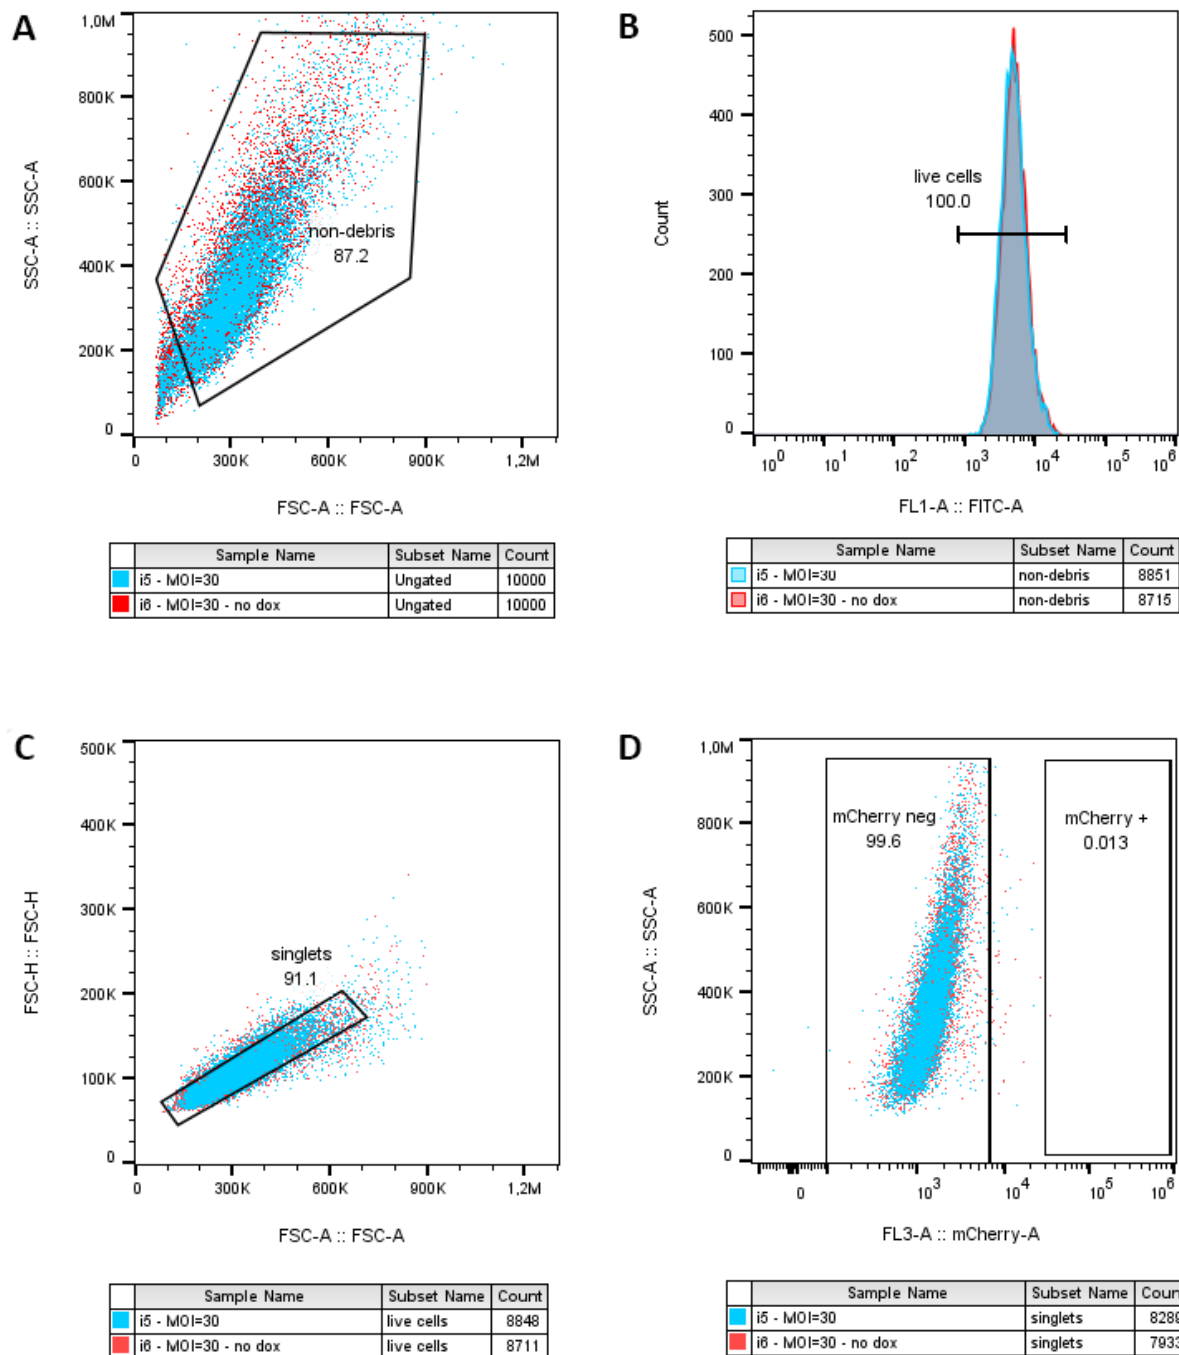 A
1,0M
800K
600K
400K
200K
0
SSC-A :: SSC-A
non-debris
87.2
0 300K 600K 900K 1,2M
FSC-A :: FSC-A
Sample Name Subset Name Count
i5 - MOI=30 Ungated 10000
i6 - MOI=30 - no dox Ungated 10000
B
500
400
300
200
100
0
Count
live cells
100.0
10^0 10^1 10^2 10^3 10^4 10^5 10^6
FL1-A :: FITC-A
Sample Name Subset Name Count
i5 - MOI=30 non-debris 8851
i6 - MOI=30 - no dox non-debris 8715
C
500K
400K
300K
200K
100K
0
FSC-H :: FSC-H
singlets
91.1
0 300K 600K 900K 1,2M
FSC-A :: FSC-A
Sample Name Subset Name Count
i5 - MOI=30 live cells 8848
i6 - MOI=30 - no dox live cells 8711
D
1,0M
800K
600K
400K
200K
0
SSC-A :: SSC-A
mCherry neg
99.6
mCherry +
0.013
0 10^3 10^4 10^5 10^6
FL3-A :: mCherry-A
Sample Name Subset Name Count
i5 - MOI=30 singlets 8289
i6 - MOI=30 - no dox singlets 7933